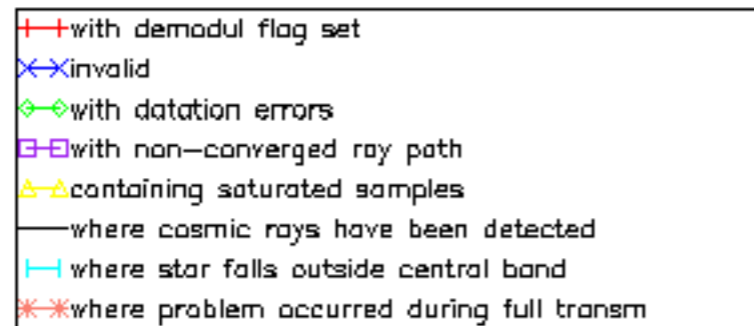 with demodul flag set
invalid
with datation errors
with non-converged ray path
containing saturated samples
where cosmic rays have been detected
where star falls outside central band
where problem occurred during full transm